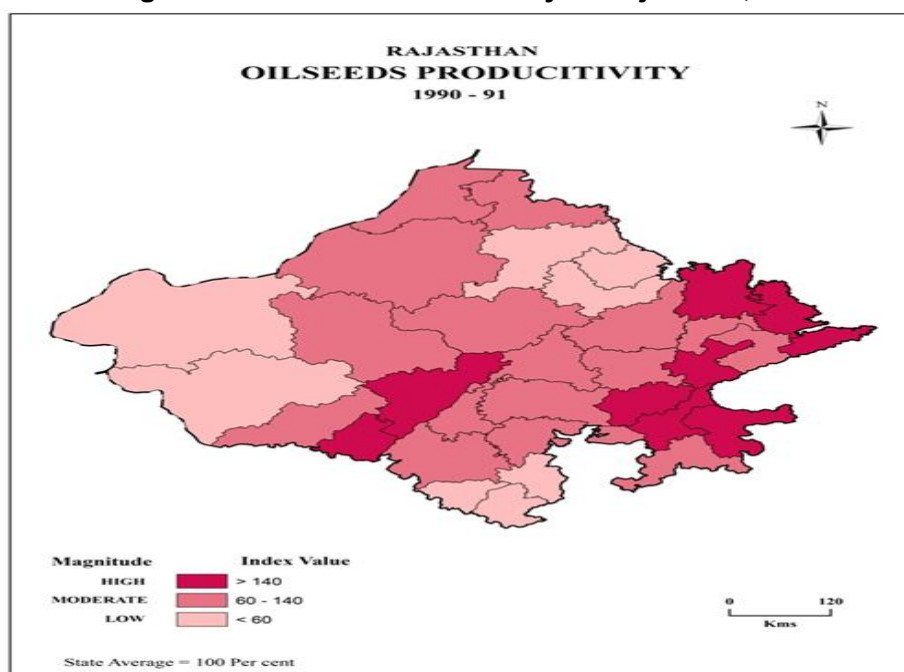 RAJASTHAN
OILSEEDS PRODUCITIVITY
1990 - 91
N
Magnitude Index Value
HIGH > 140
MODERATE 60 - 140
LOW < 60
0 120
Kms
State Average = 100 Per cent